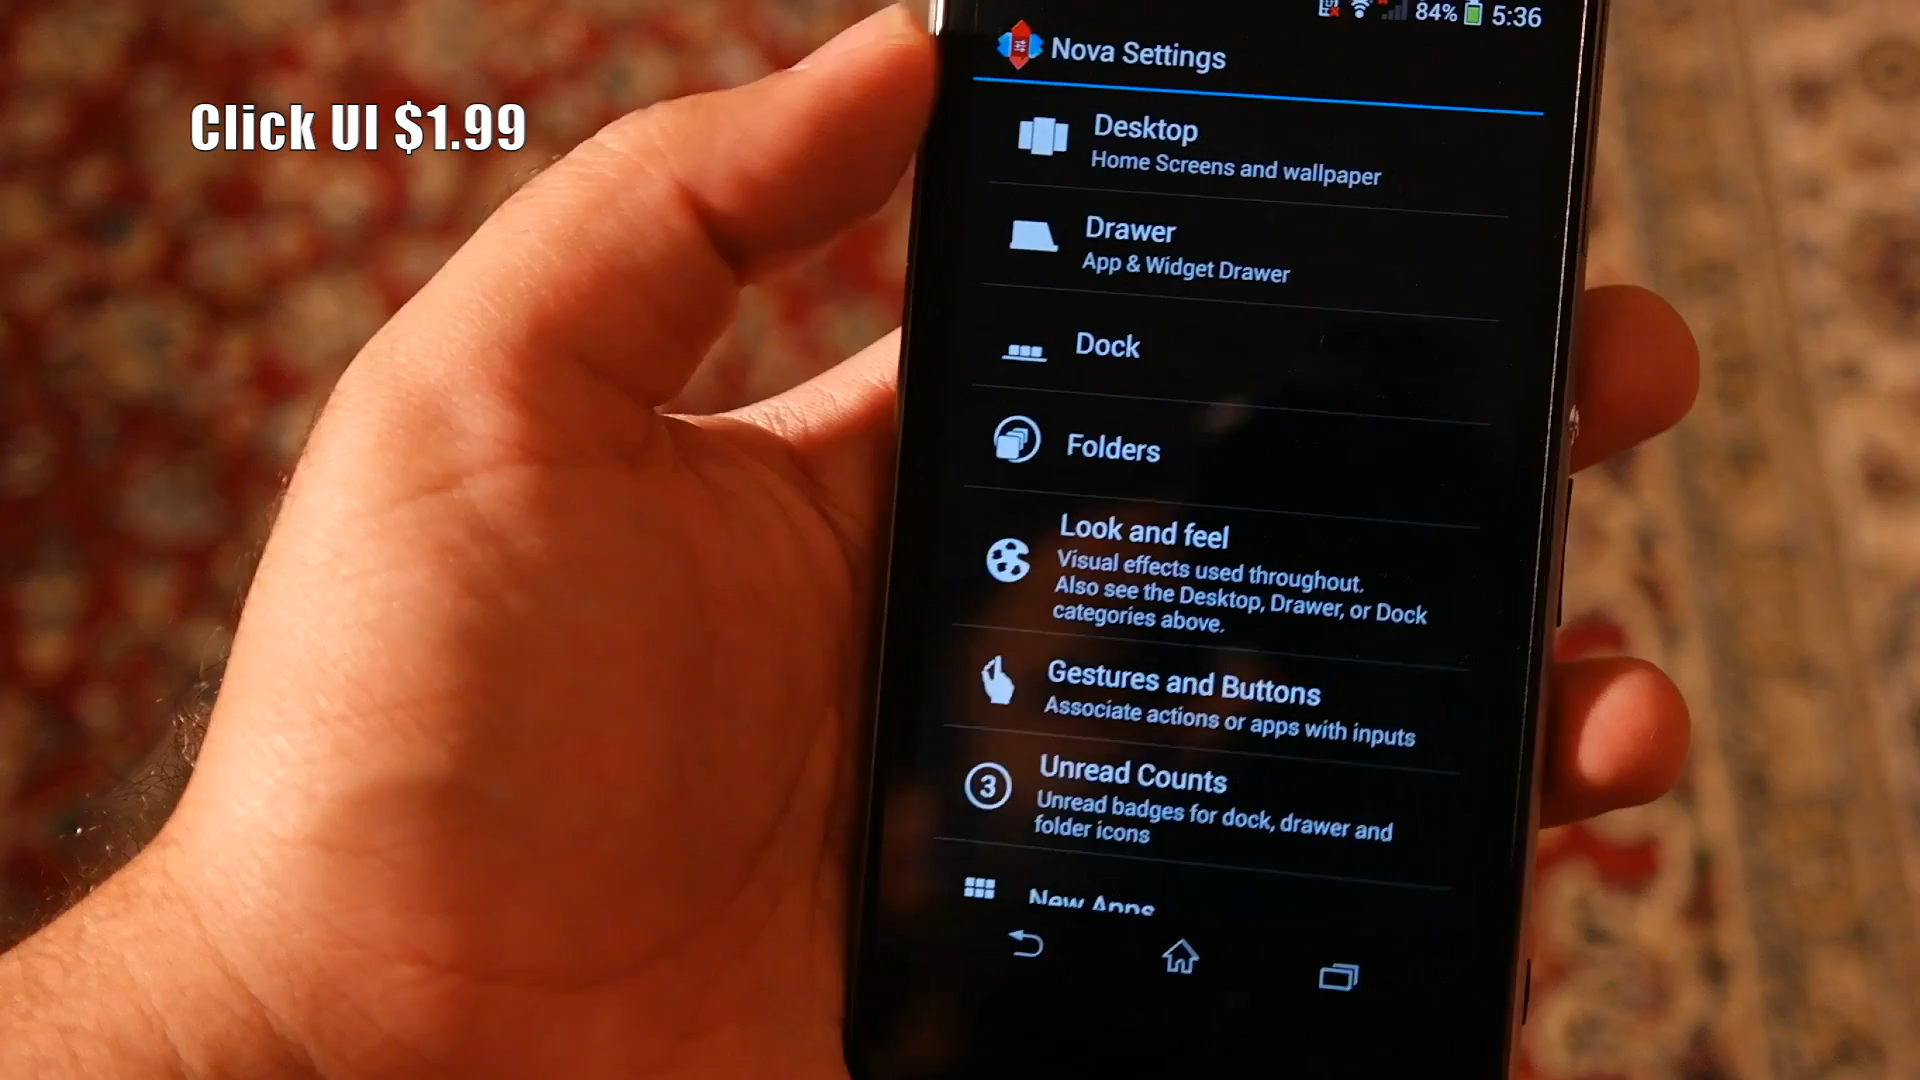 84% 5:36
Nova Settings
Click UI $1.99
Desktop
Home Screens and wallpaper
Drawer
App & Widget Drawer
Dock
Folders
Look and feel
Visual effects used throughout.
Also see the Desktop, Drawer, or Dock
categories above.
Gestures and Buttons
Associate actions or apps with inputs
3
Unread Counts
Unread badges for dock, drawer and
folder icons
New Apps